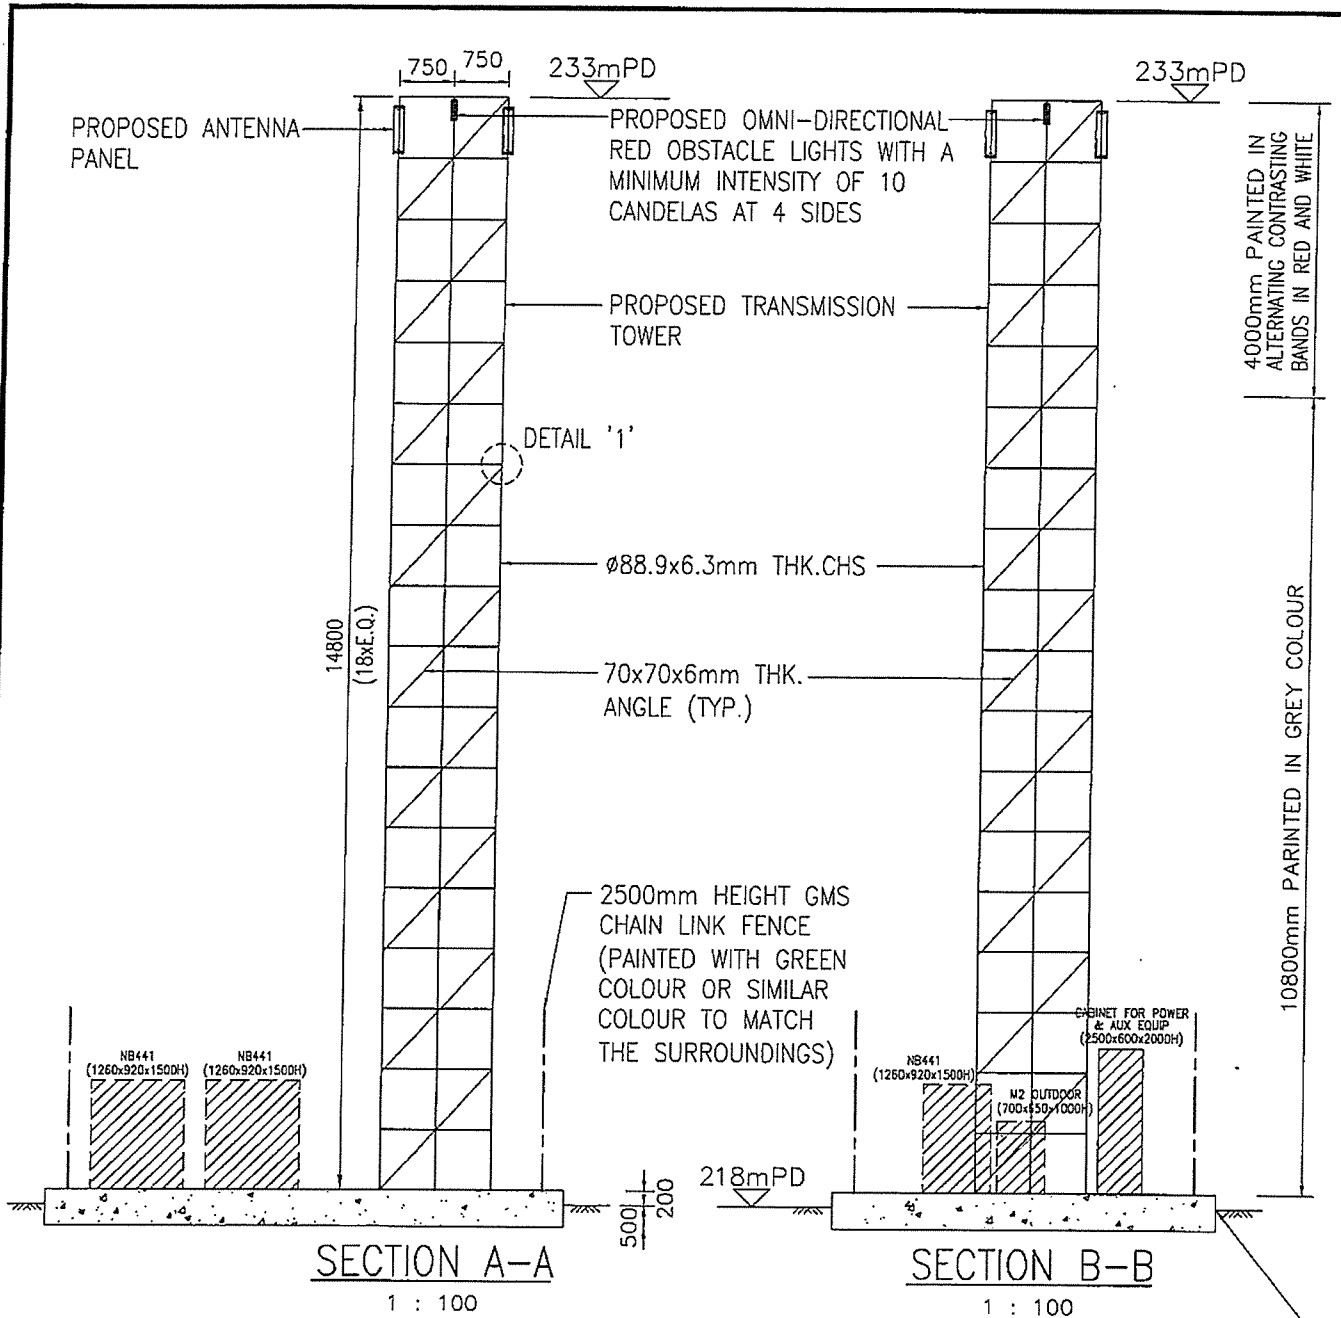 750 750
233mPD
233mPD
PROPOSED ANTENNA
PANEL
PROPOSED OMNI-DIRECTIONAL
RED OBSTACLE LIGHTS WITH A
MINIMUM INTENSITY OF 10
CANDELAS AT 4 SIDES
4000mm PAINTED IN
ALTERNATING CONTRASTING
BANDS IN RED AND WHITE
PROPOSED TRANSMISSION
TOWER
DETAIL '1'
Ø88.9x6.3mm THK.CHS
14800
(18xE.Q.)
70x70x6mm THK.
ANGLE (TYP.)
10800mm PARINTED IN GREY COLOUR
2500mm HEIGHT GMS
CHAIN LINK FENCE
(PAINTED WITH GREEN
COLOUR OR SIMILAR
COLOUR TO MATCH
THE SURROUNDINGS)
NB441
(1260x920x1500H)
NB441
(1260x920x1500H)
CABINET FOR POWER
& AUX EQUIP
(2500x600x2000H)
NB441
(1260x920x1500H)
M2 OUTDOOR
(700x650x1000H)
218mPD
200
500
SECTION A-A
1 : 100
SECTION B-B
1 : 100